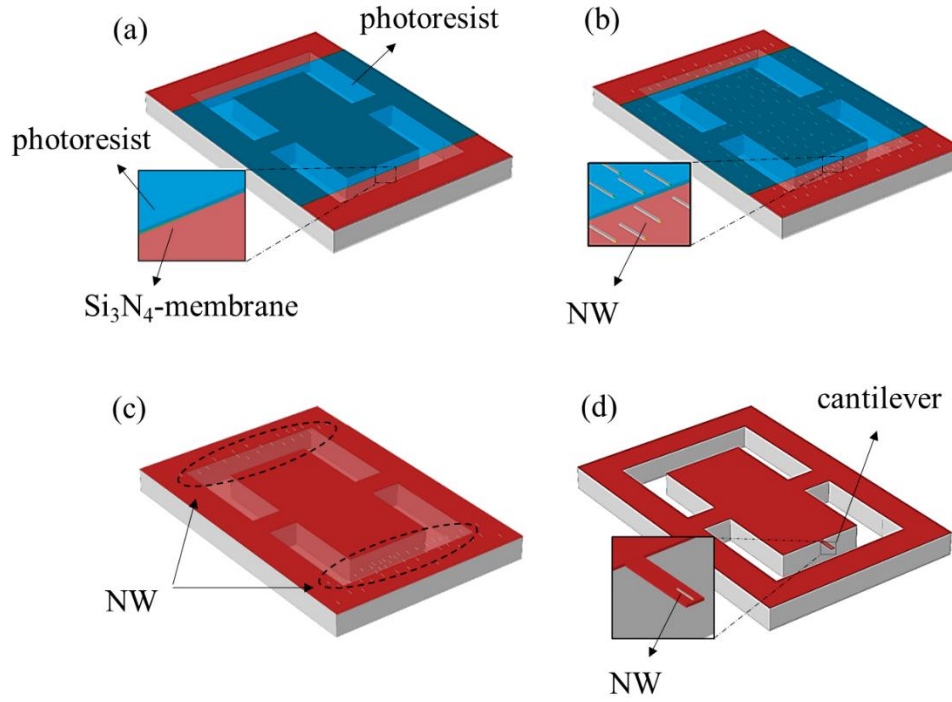 (a)
photoresist
photoresist
Si₃N₄-membrane
(b)
NW
(c)
NW
(d)
cantilever
NW